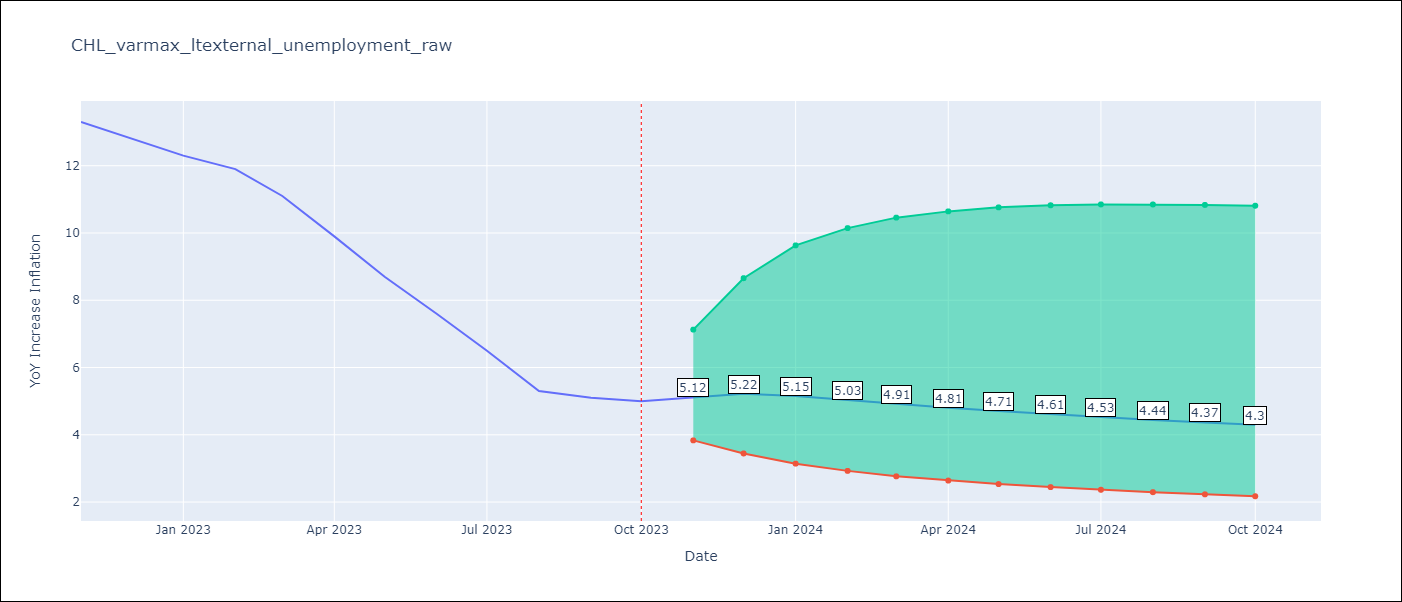 CHL_varmax_ltexternal_unemployment_raw
YoY Increase Inflation
12
10
8
6
4
2
5.12
5.22
5.15
5.03
4.91
4.81
4.71
4.61
4.53
4.44
4.37
4.3
Jan 2023
Apr 2023
Jul 2023
Oct 2023
Jan 2024
Apr 2024
Jul 2024
Oct 2024
Date